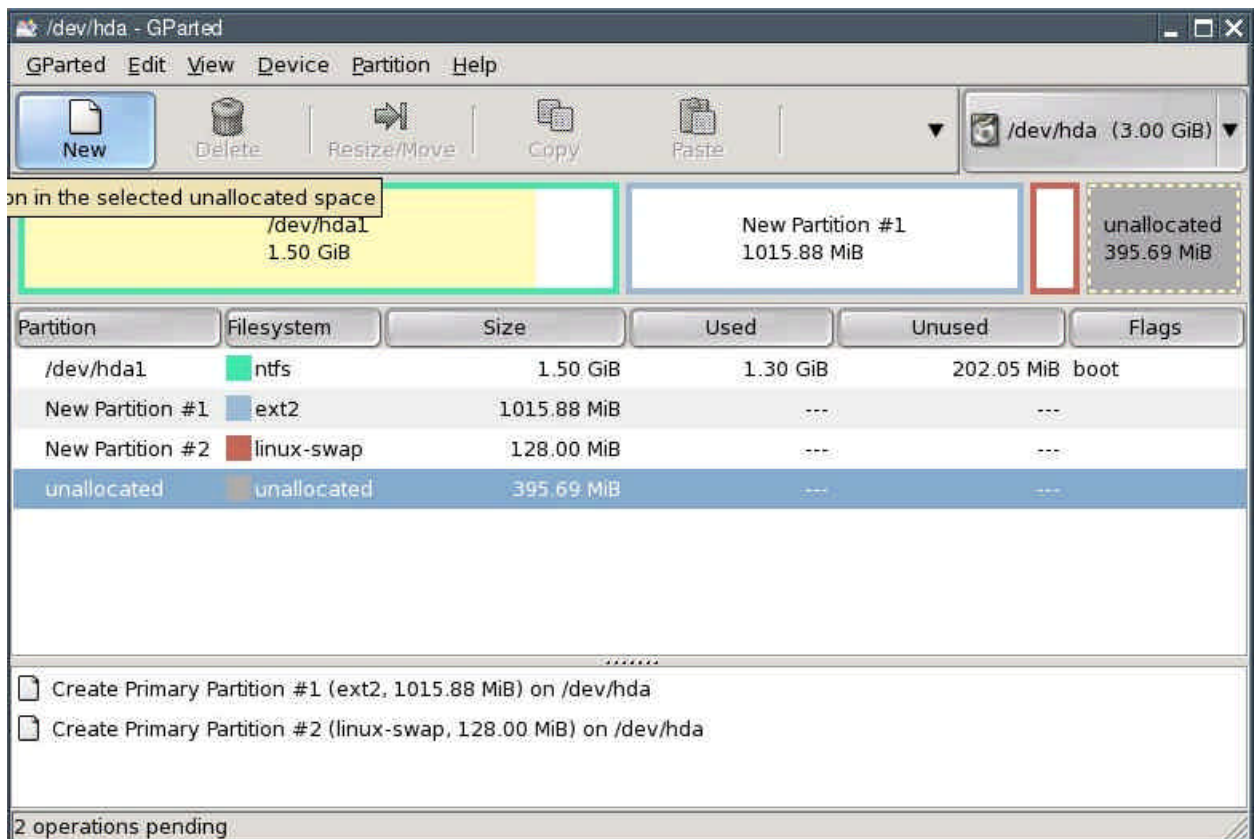 /dev/hda - GParted
GParted Edit View Device Partition Help
New Delete Resize/Move Copy Paste /dev/hda (3.00 GiB)
on in the selected unallocated space
/dev/hda1
1.50 GiB
New Partition #1
1015.88 MiB
unallocated
395.69 MiB
Partition Filesystem Size Used Unused Flags
/dev/hda1 ntfs 1.50 GiB 1.30 GiB 202.05 MiB boot
New Partition #1 ext2 1015.88 MiB --- ---
New Partition #2 linux-swap 128.00 MiB --- ---
unallocated unallocated 395.69 MiB --- ---
Create Primary Partition #1 (ext2, 1015.88 MiB) on /dev/hda
Create Primary Partition #2 (linux-swap, 128.00 MiB) on /dev/hda
2 operations pending